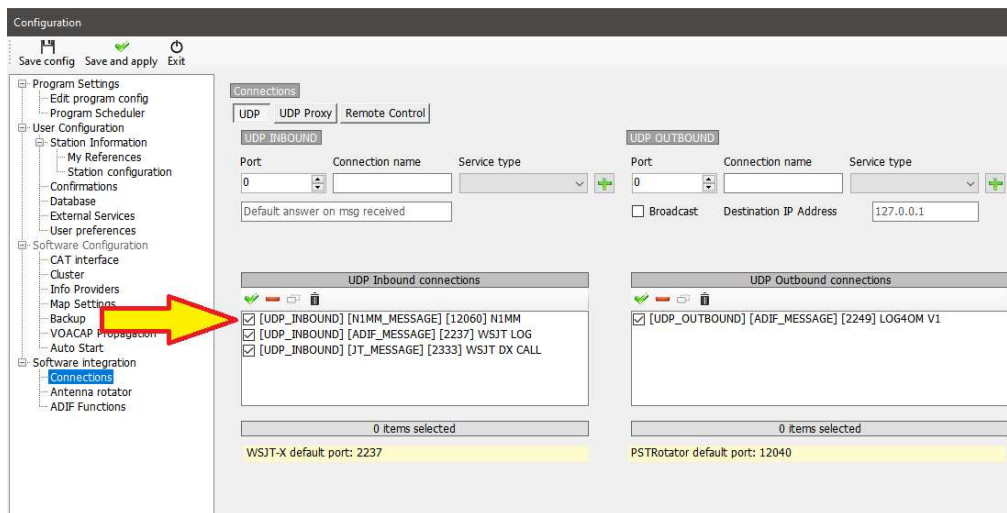 Configuration
Save config Save and apply Exit
Program Settings
Edit program config
Program Scheduler
User Configuration
Station Information
My References
Station configuration
Confirmations
Database
External Services
User preferences
Software Configuration
CAT interface
Cluster
Info Providers
Map Settings
Backup
VOACAP Propagation
Auto Start
Software integration
Connections
Antenna rotator
ADIF Functions
Connections
UDP UDP Proxy Remote Control
UDP INBOUND
Port Connection name Service type
0
Default answer on msg received
UDP Inbound connections
[UDP_INBOUND] [N1MM_MESSAGE] [12060] N1MM
[UDP_INBOUND] [ADIF_MESSAGE] [2237] WSJT LOG
[UDP_INBOUND] [JT_MESSAGE] [2333] WSJT DX CALL
0 items selected
WSJT-X default port: 2237
UDP OUTBOUND
Port Connection name Service type
0
Broadcast Destination IP Address 127.0.0.1
UDP Outbound connections
[UDP_OUTBOUND] [ADIF_MESSAGE] [2249] LOG4OM V1
0 items selected
PSTRotator default port: 12040